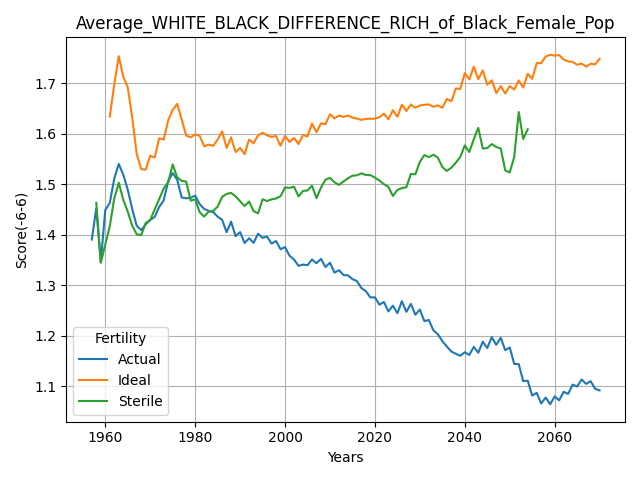 Average_WHITE_BLACK_DIFFERENCE_RICH_of_Black_Female_Pop
Score(-6-6)
1.7
1.6
1.5
1.4
1.3
1.2
1.1
Fertility
Actual
Ideal
Sterile
1960 1980 2000 2020 2040 2060
Years